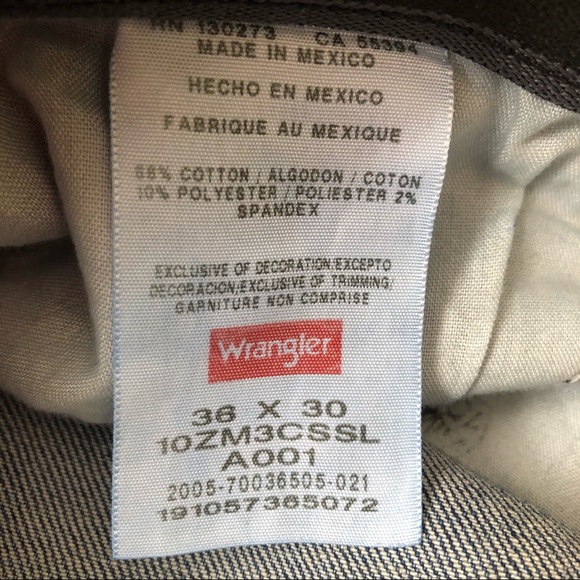 RN 130273 CA 55394
MADE IN MEXICO
HECHO EN MEXICO
FABRIQUE AU MEXIQUE
88% COTTON / ALGODON / COTON
10% POLYESTER / POLIESTER 2%
SPANDEX
EXCLUSIVE OF DECORATION/EXCEPTO
DECORACION/EXCLUSIVE OF TRIMMING/
GARNITURE NON COMPRISE
Wrangler
36 X 30
10ZM3CSSL
A001
2005-70036505-021
191057365072